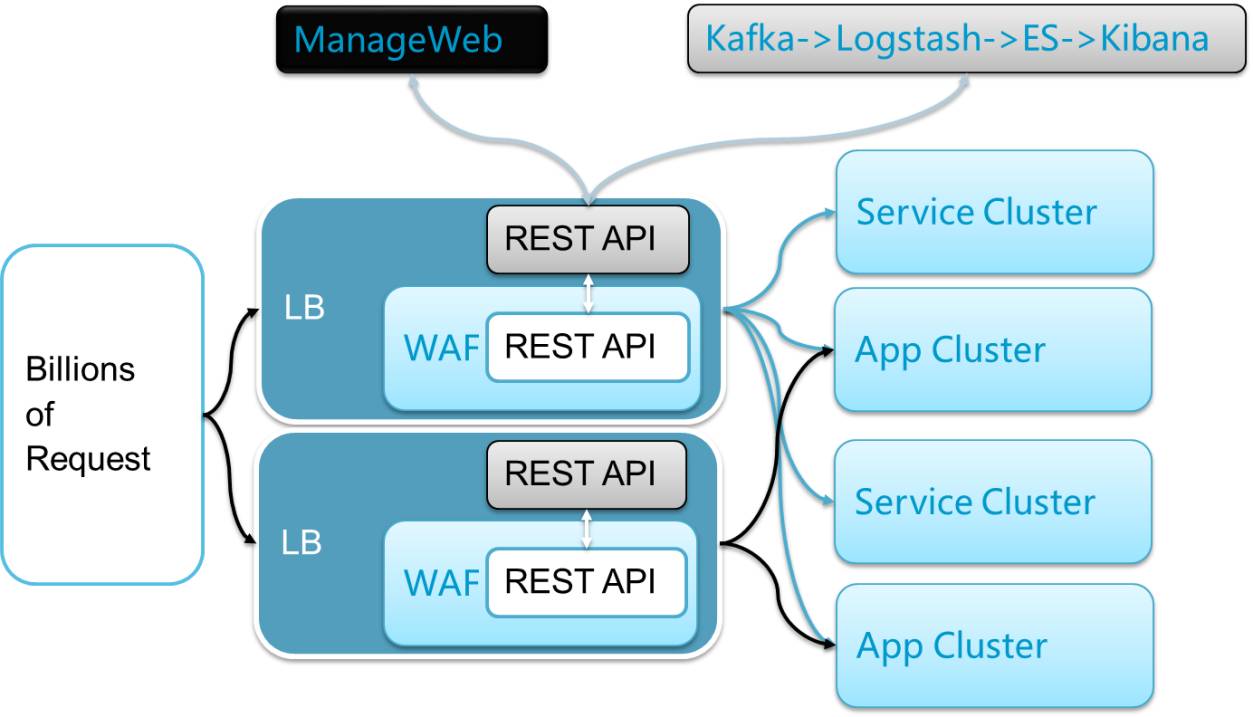 ManageWeb
Kafka->Logstash->ES->Kibana
Billions
of
Request
LB
REST API
WAF
REST API
LB
REST API
WAF
REST API
Service Cluster
App Cluster
Service Cluster
App Cluster